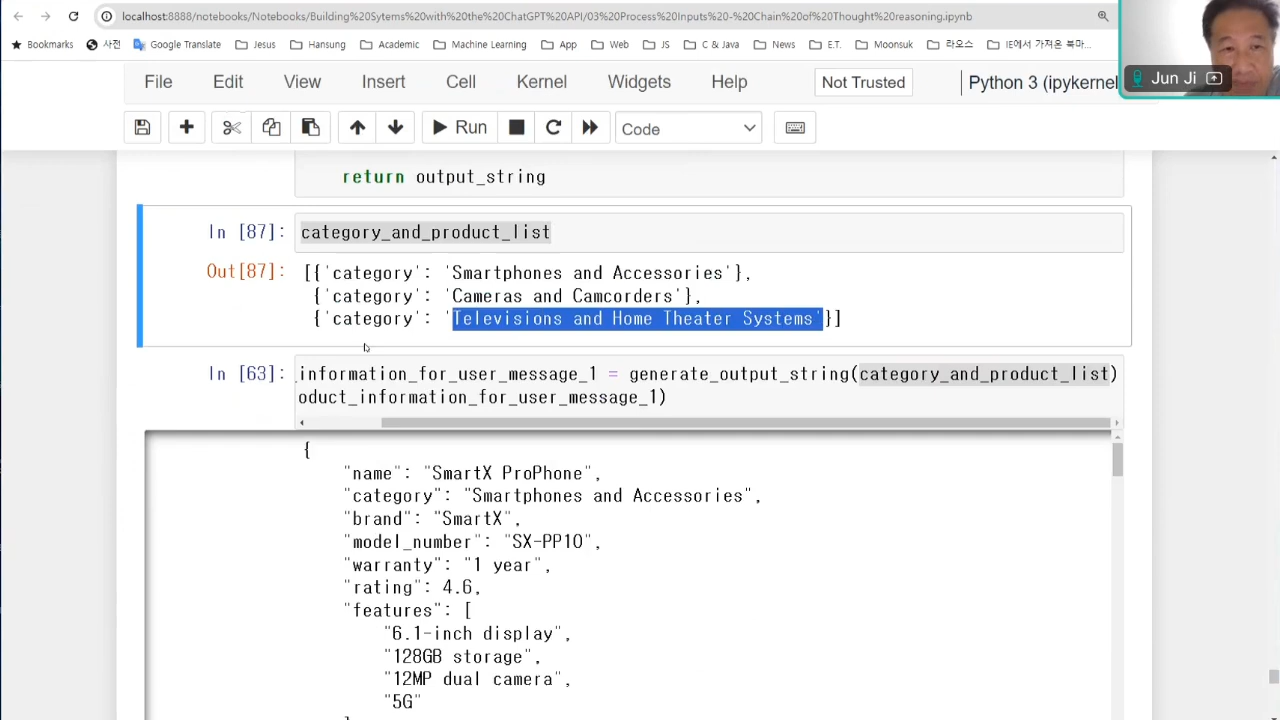 localhost:8888/notebooks/Notebooks/Building%20Sytems%20with%20the%20ChatGPT%20API/03%20Process%20Inputs%20-%20Chain%20of%20Thought%20reasoning.ipynb
Bookmarks 사전 Google Translate Jesus Hansung Academic Machine Learning App Web JS C & Java News E.T. Moonsuk 라오스 IE에서 가져온 북마...
Jun Ji
File Edit View Insert Cell Kernel Widgets Help Not Trusted Python 3 (ipykernel
Run Code
return output_string
In [87]: category_and_product_list
Out[87]: [{'category': 'Smartphones and Accessories'},
{'category': 'Cameras and Camcorders'},
{'category': 'Televisions and Home Theater Systems'}]
In [63]: information_for_user_message_1 = generate_output_string(category_and_product_list)
oduct_information_for_user_message_1)
{
"name": "SmartX ProPhone",
"category": "Smartphones and Accessories",
"brand": "SmartX",
"model_number": "SX-PP10",
"warranty": "1 year",
"rating": 4.6,
"features": [
"6.1-inch display",
"128GB storage",
"12MP dual camera",
"5G"